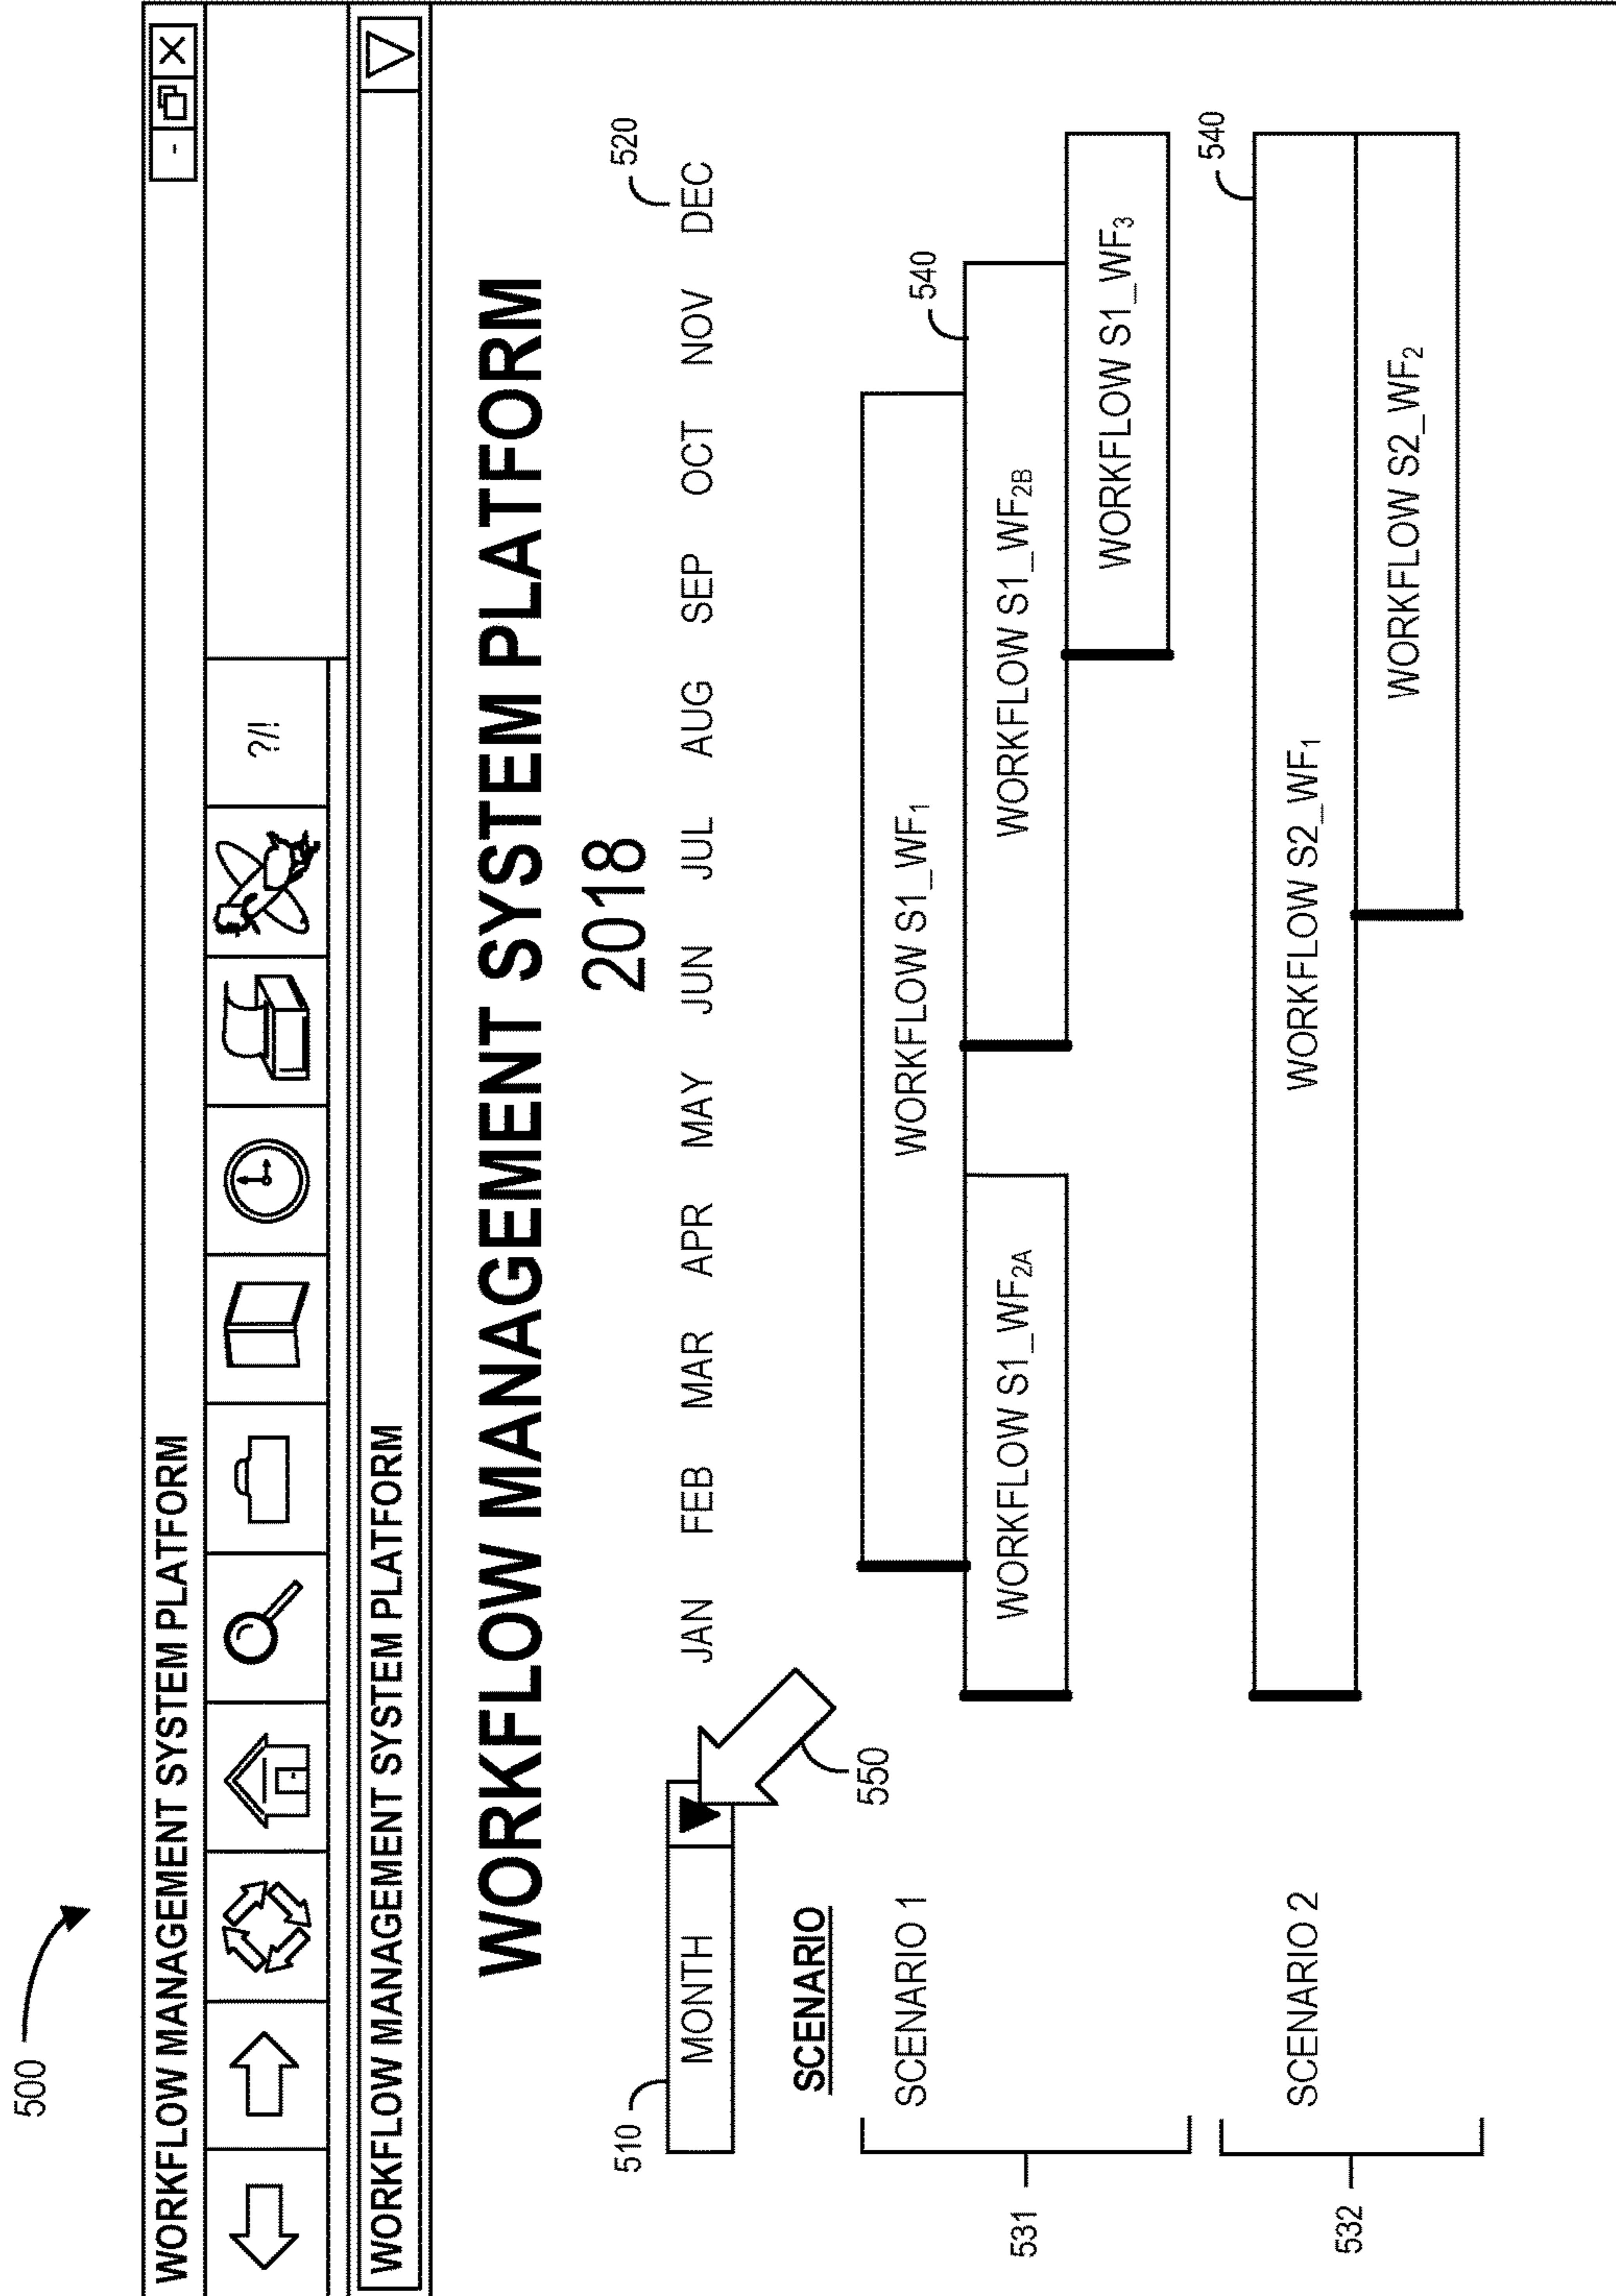 500
WORKFLOW MANAGEMENT SYSTEM PLATFORM
- X
?/!
WORKFLOW MANAGEMENT SYSTEM PLATFORM
WORKFLOW MANAGEMENT SYSTEM PLATFORM
2018
510
520
MONTH
JAN FEB MAR APR MAY JUN JUL AUG SEP OCT NOV DEC
550
SCENARIO
531
SCENARIO 1
WORKFLOW S1_WF₁
540
WORKFLOW S1_WF₂A WORKFLOW S1_WF₂B
WORKFLOW S1_WF₃
532
SCENARIO 2
540
WORKFLOW S2_WF₁
WORKFLOW S2_WF₂